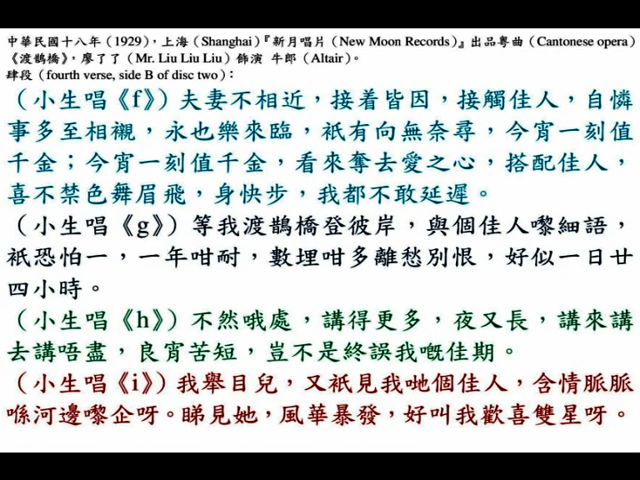 中華民國十八年（1929），上海（Shanghai）『新月唱片（New Moon Records）』出品粵曲（Cantonese opera）
《渡鵲橋》，廖了了（Mr. Liu Liu Liu）飾演 牛郎（Altair）。
肆段（fourth verse, side B of disc two）：
（小生唱《f》）夫妻不相近，接着皆因，接觸佳人，自憐
事多至相襯，永也樂來臨，衹有向無奈尋，今宵一刻值
千金；今宵一刻值千金，看來奪去愛之心，搭配佳人，
喜不禁色舞眉飛，身快步，我都不敢延遲。
（小生唱《g》）等我渡鵲橋登彼岸，與個佳人嚟細語，
衹恐怕一，一年咁耐，數埋咁多離愁別恨，好似一日廿
四小時。
（小生唱《h》）不然哦處，講得更多，夜又長，講來講
去講唔盡，良宵苦短，豈不是終誤我嘅佳期。
（小生唱《i》）我舉目兒，又衹見我哋個佳人，含情脈脈
喺河邊嚟企呀。睇見她，風華暴發，好叫我歡喜雙星呀。